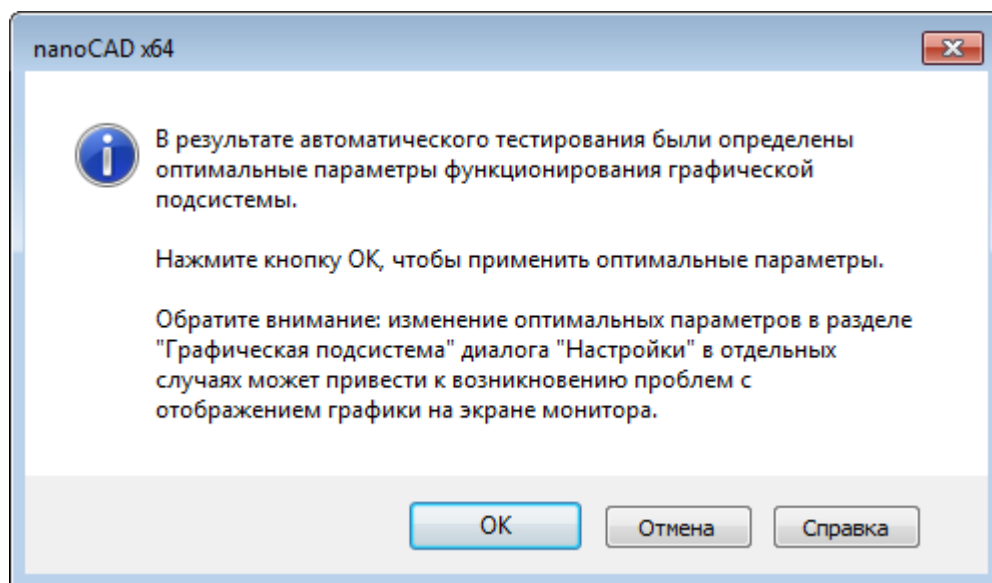 nanoCAD x64
В результате автоматического тестирования были определены
оптимальные параметры функционирования графической
подсистемы.
Нажмите кнопку ОК, чтобы применить оптимальные параметры.
Обратите внимание: изменение оптимальных параметров в разделе
"Графическая подсистема" диалога "Настройки" в отдельных
случаях может привести к возникновению проблем с
отображением графики на экране монитора.
ОК Отмена Справка